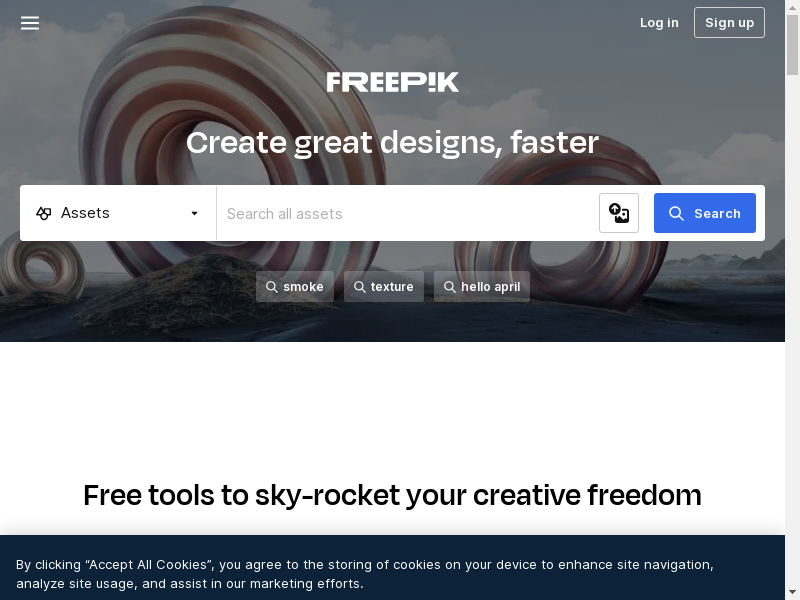 Log in
Sign up
FREEPIK
Create great designs, faster
Assets
Search all assets
Search
smoke
texture
hello april
Free tools to sky-rocket your creative freedom
By clicking “Accept All Cookies”, you agree to the storing of cookies on your device to enhance site navigation,
analyze site usage, and assist in our marketing efforts.